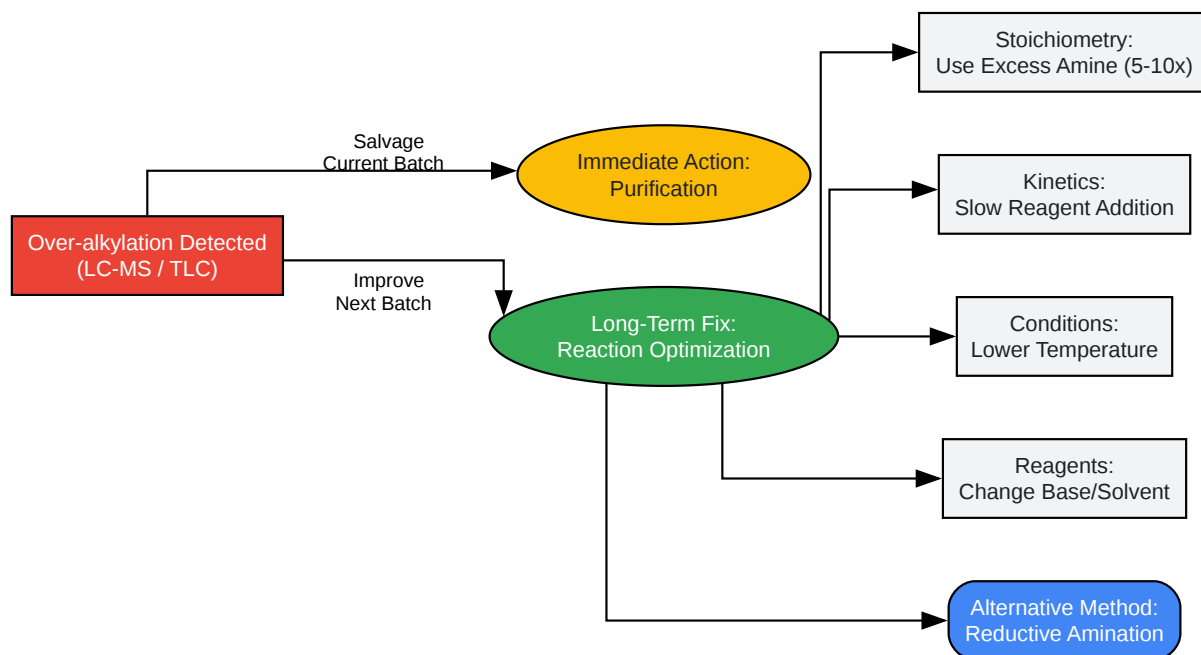 Stoichiometry:
Use Excess Amine (5-10x)
Salvage
Current Batch
Immediate Action:
Purification
Kinetics:
Slow Reagent Addition
Over-alkylation Detected
(LC-MS / TLC)
Improve
Next Batch
Long-Term Fix:
Reaction Optimization
Conditions:
Lower Temperature
Reagents:
Change Base/Solvent
Alternative Method:
Reductive Amination